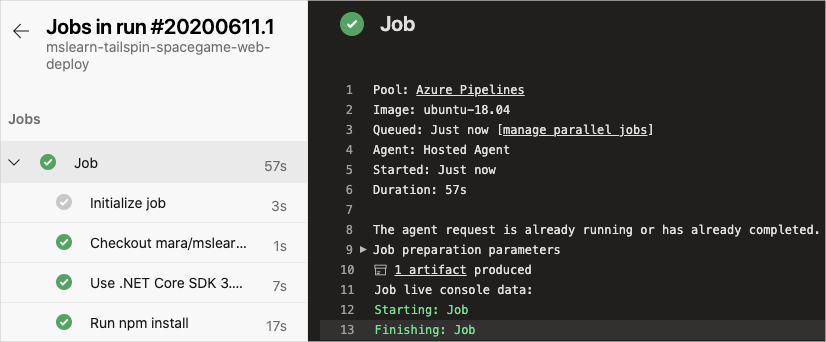 Jobs in run #20200611.1
mslearn-tailspin-spacegame-web-
deploy
Jobs
Job 57s
Initialize job 3s
Checkout mara/mslear... 1s
Use .NET Core SDK 3.... 7s
Run npm install 17s
Job
1 Pool: Azure Pipelines
2 Image: ubuntu-18.04
3 Queued: Just now [manage parallel jobs]
4 Agent: Hosted Agent
5 Started: Just now
6 Duration: 57s
7
8 The agent request is already running or has already completed.
9 Job preparation parameters
10 1 artifact produced
11 Job live console data:
12 Starting: Job
13 Finishing: Job